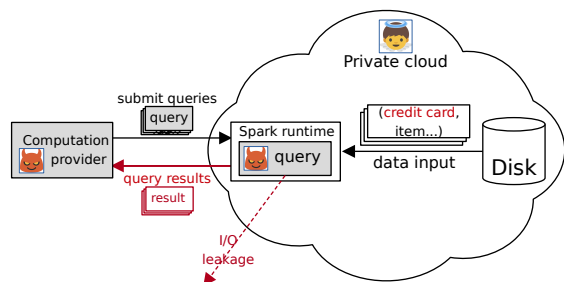 Private cloud
submit queries
query
Computation
provider
Spark runtime
query
(credit card,
item...)
data input
Disk
query results
result
I/O
leakage